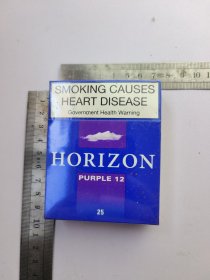 SMOKING CAUSES
HEART DISEASE
Government Health Warning
HORIZON
PURPLE 12
25